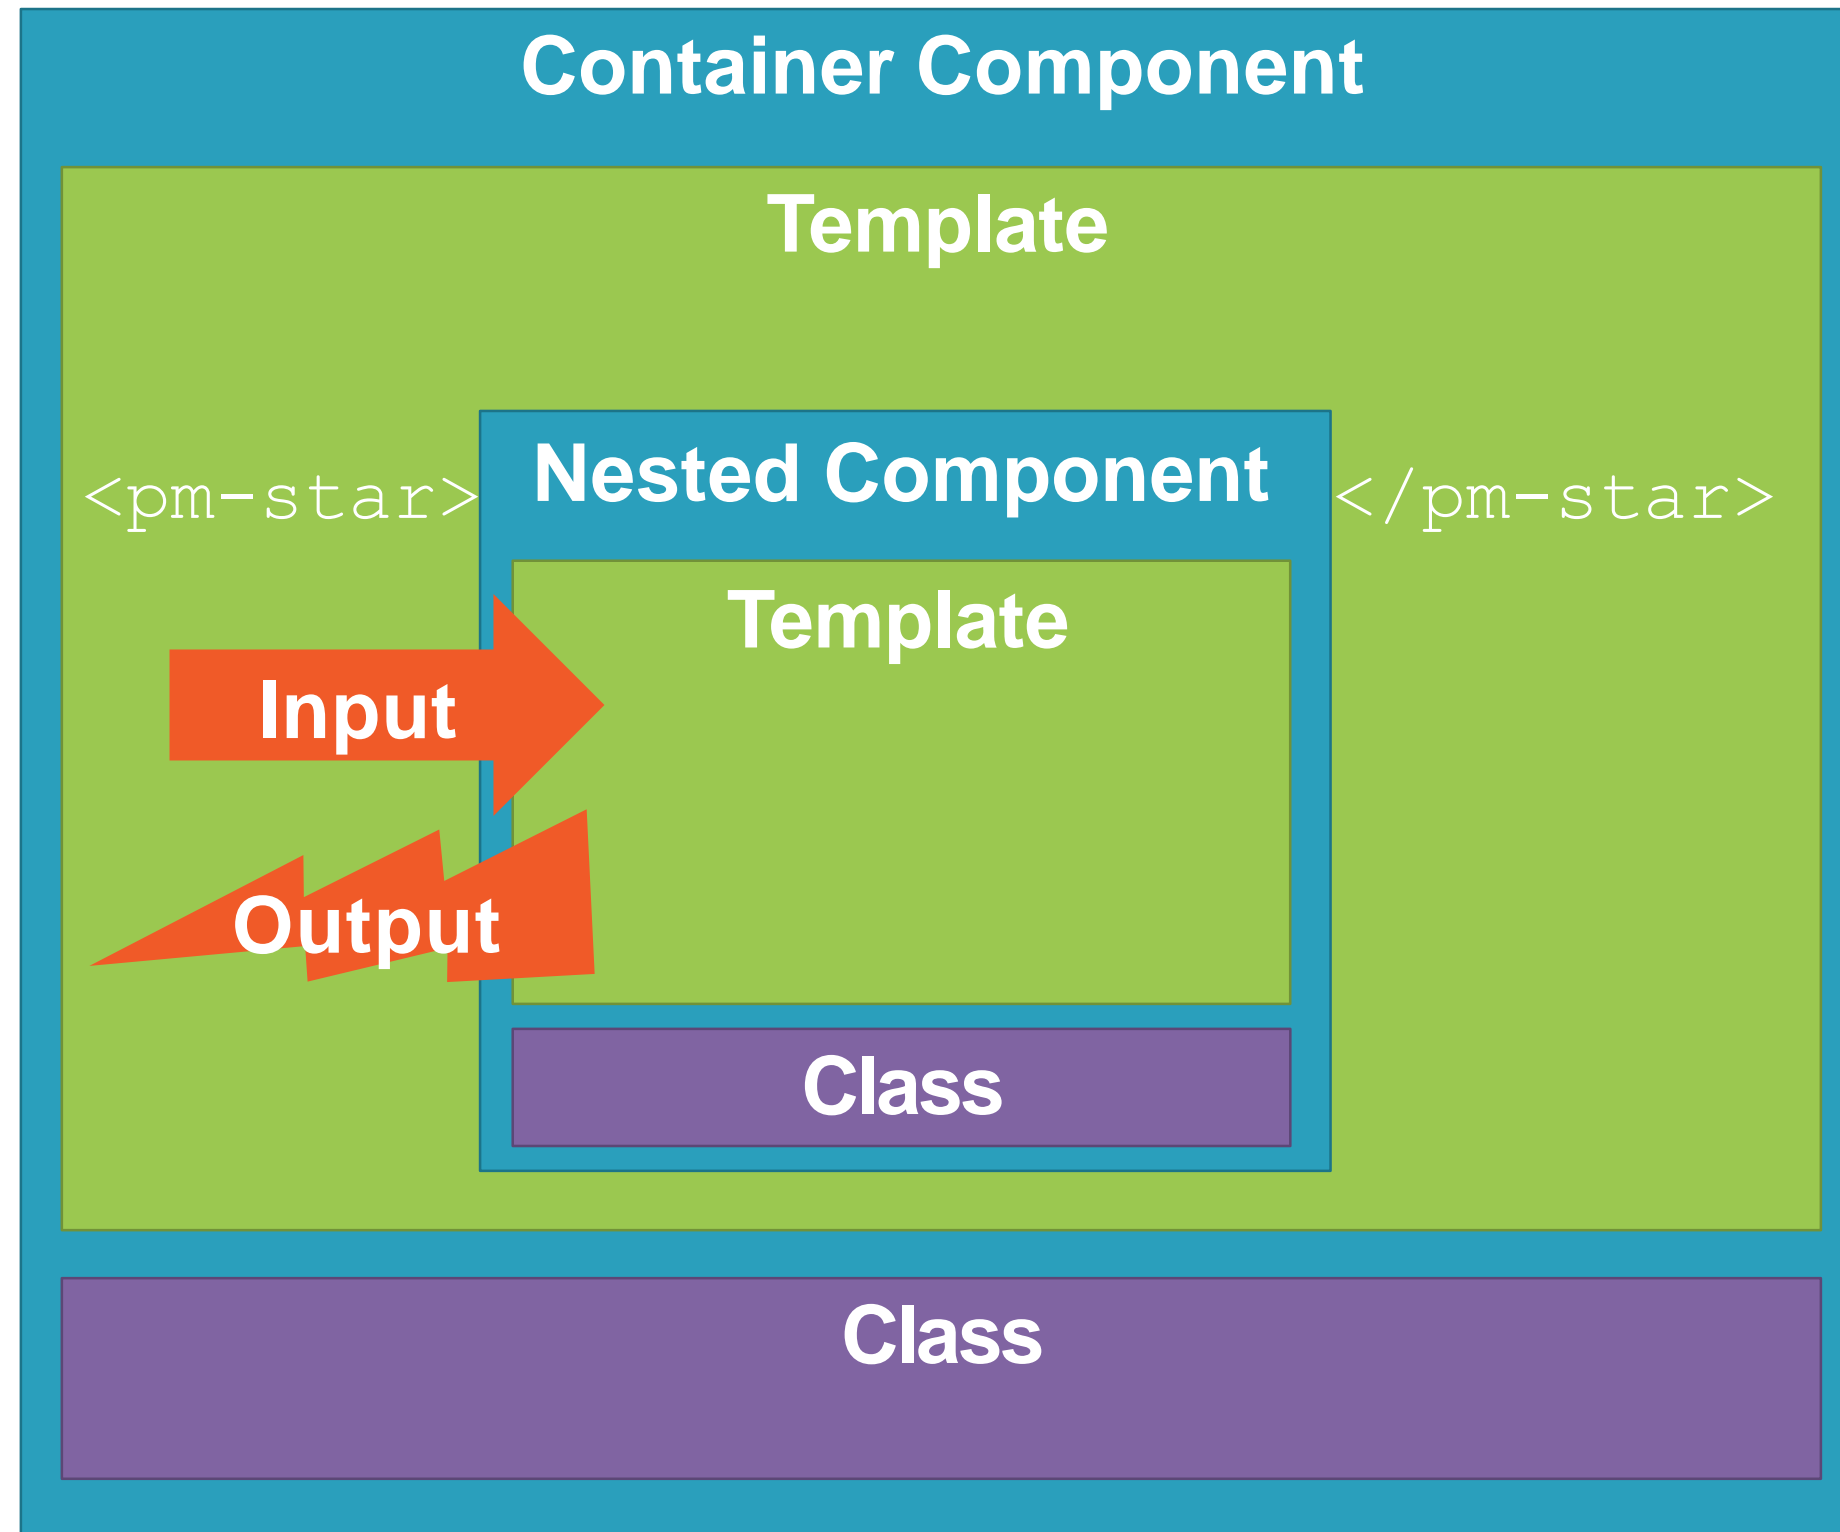 Container Component
Template
<pm-star> Nested Component </pm-star>
Template
Input
Output
Class
Class